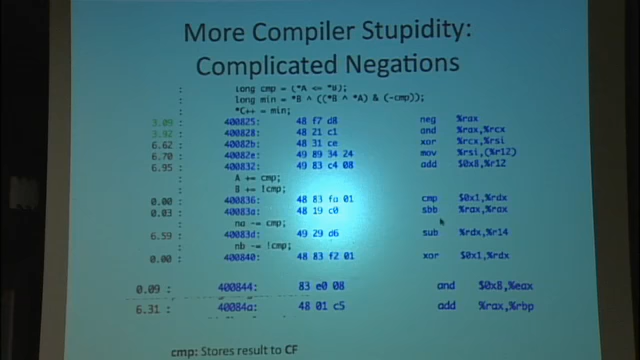 More Compiler Stupidity:
Complicated Negations
: long cmp = (*A <= *B);
: long min = *B ^ ((*B ^ *A) & (-cmp));
: *C++ = min;
3.09 : 400825: 48 f7 d8 neg %rax
3.92 : 400828: 48 21 c1 and %rax,%rcx
6.62 : 40082b: 48 31 ce xor %rcx,%rsi
6.70 : 40082e: 49 89 34 24 mov %rsi,(%r12)
6.95 : 400832: 49 83 c4 08 add $0x8,%r12
: A += cmp;
: B += !cmp;
0.00 : 400836: 48 83 fa 01 cmp $0x1,%rdx
0.03 : 40083a: 48 19 c0 sbb %rax,%rax
: na -= cmp;
6.59 : 40083d: 49 29 d6 sub %rdx,%r14
: nb -= !cmp;
0.00 : 400840: 48 83 f2 01 xor $0x1,%rdx
0.09 : 400844: 83 e0 08 and $0x8,%eax
6.31 : 40084a: 48 01 c5 add %rax,%rbp
cmp: Stores result to CF